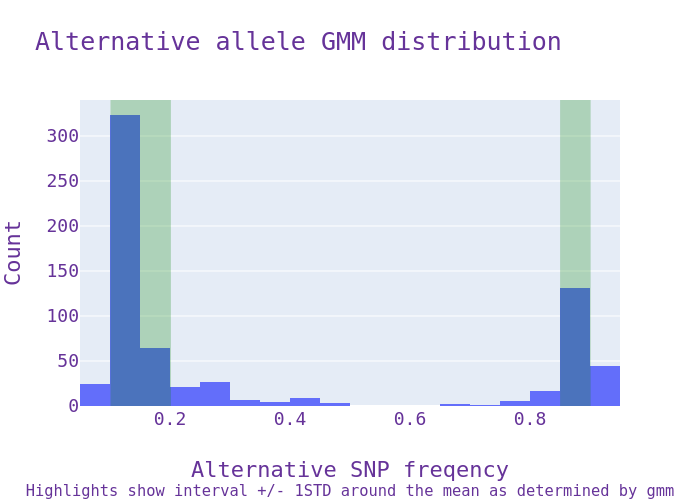 Alternative allele GMM distribution
300
250
200
150
100
50
0
Count
0.2 0.4 0.6 0.8
Alternative SNP freqency
Highlights show interval +/- 1STD around the mean as determined by gmm